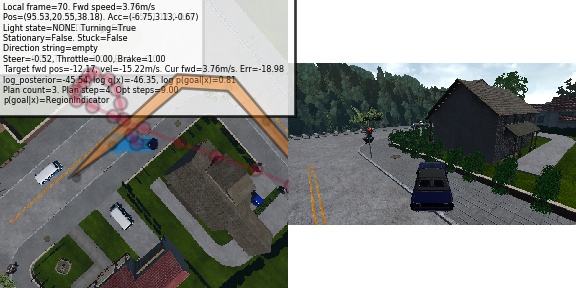 Local frame=70. Fwd speed=3.76m/s
Pos=(95.53,20.55,38.18). Acc=(-6.75,3.13,-0.67)
Light state=NONE. Turning=True
Stationary=False. Stuck=False
Direction string=empty
Steer=-0.52, Throttle=0.00, Brake=1.00
Target fwd pos=-12.17, vel=-15.22m/s. Cur fwd=3.76m/s. Err=-18.98
log_posterior=-45.54, log q(x)=-46.35, log p(goal|x)=0.81
Plan count=3. Plan step=4. Opt steps=9.00
p(goal|x)=RegionIndicator